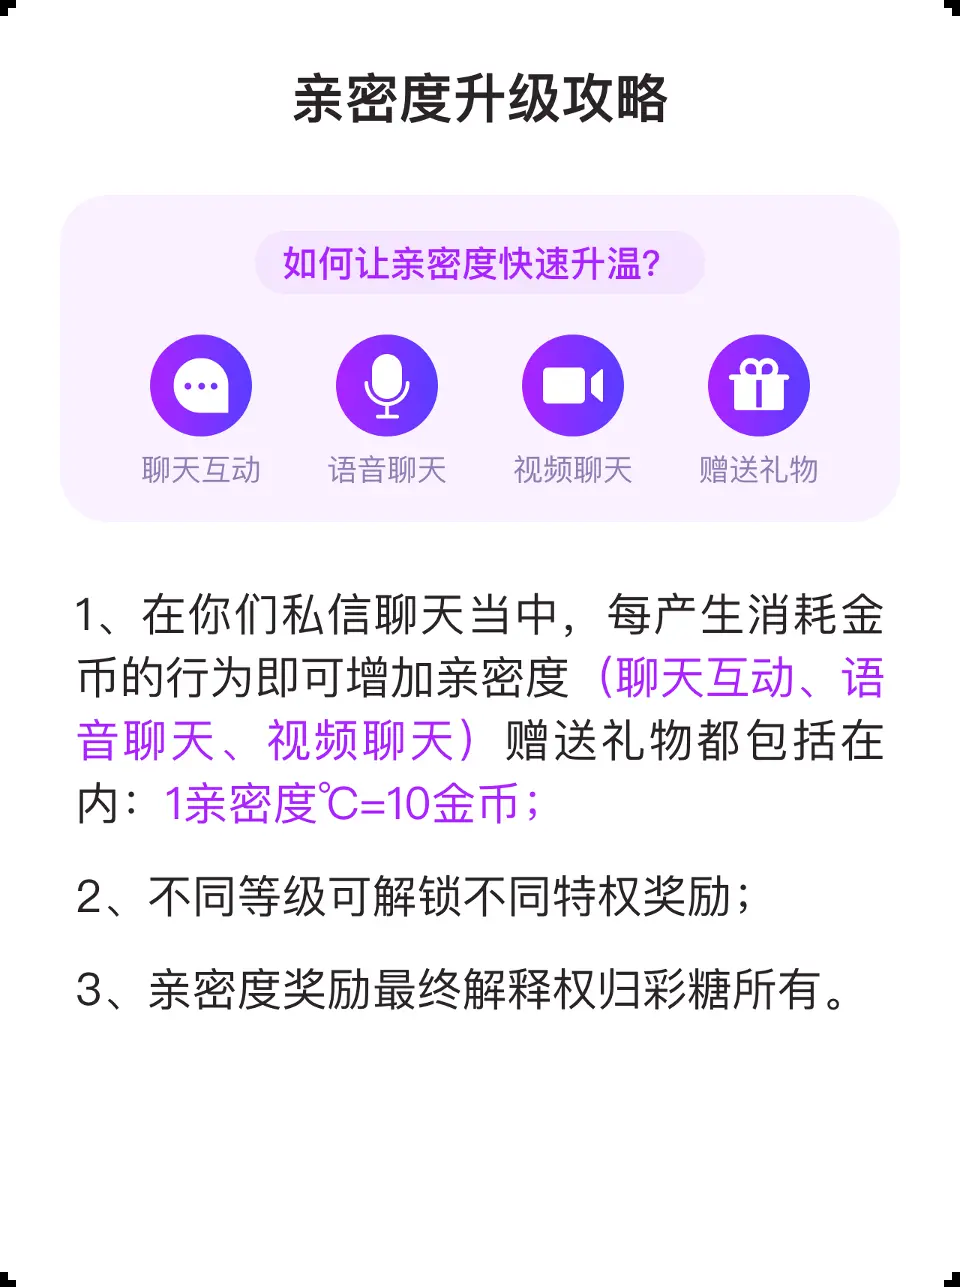 亲密度升级攻略
如何让亲密度快速升温?
聊天互动 语音聊天 视频聊天 赠送礼物
1、在你们私信聊天当中，每产生消耗金
币的行为即可增加亲密度（聊天互动、语
音聊天、视频聊天）赠送礼物都包括在
内：1亲密度℃=10金币；
2、不同等级可解锁不同特权奖励；
3、亲密度奖励最终解释权归彩糖所有。